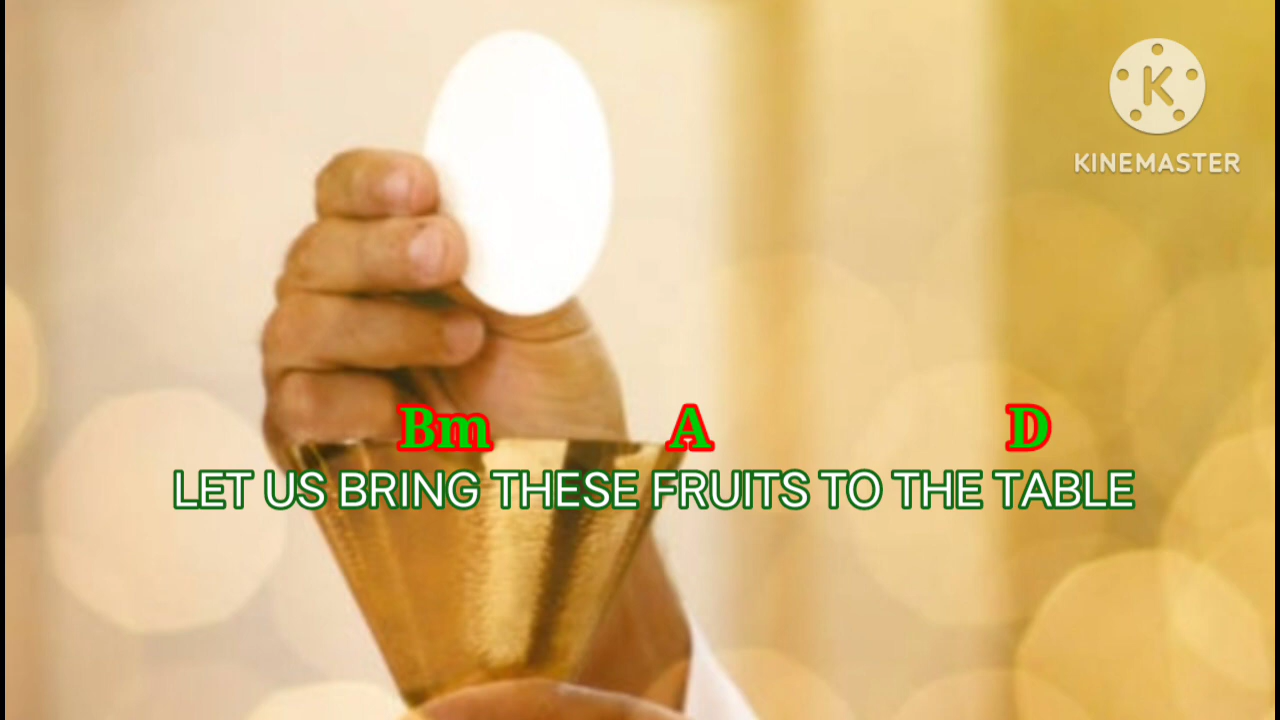 K
KINEMASTER
Bm A D
LET US BRING THESE FRUITS TO THE TABLE